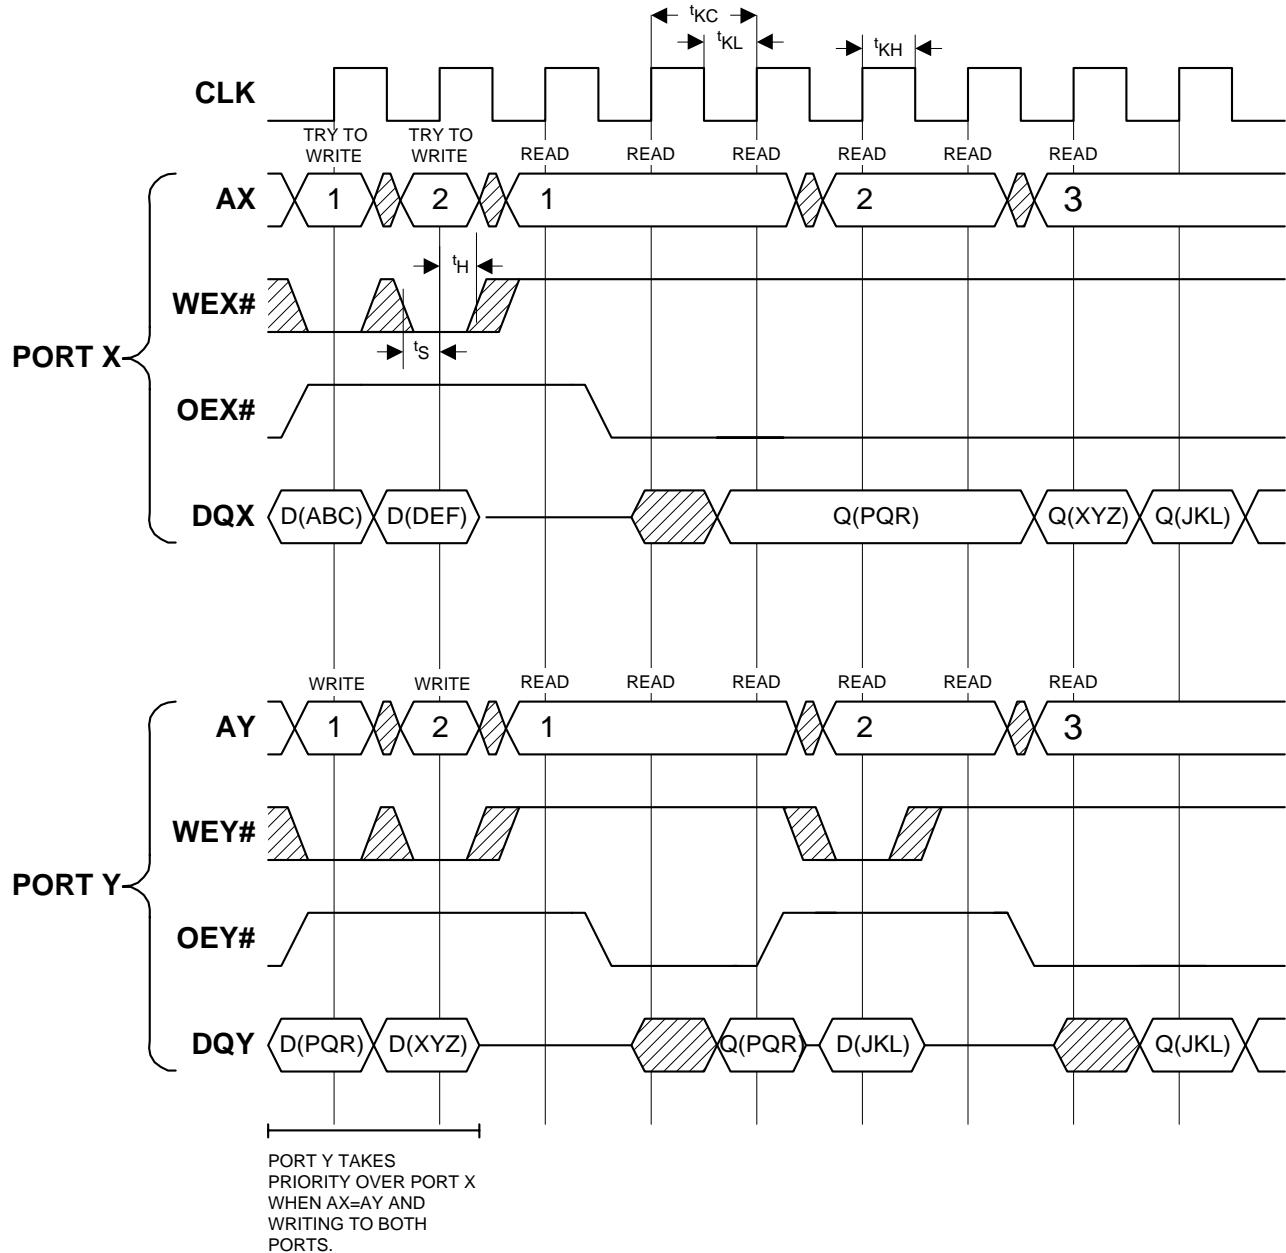 tKC
tKL
tKH
CLK
TRY TO
WRITE
TRY TO
WRITE
READ READ READ READ READ READ
AX 1 2 1 2 3
tH
WEX#
tS
PORT X
OEX#
DQX D(ABC) D(DEF) Q(PQR) Q(XYZ) Q(JKL)
WRITE WRITE READ READ READ READ READ READ
AY 1 2 1 2 3
WEY#
PORT Y
OEY#
DQY D(PQR) D(XYZ) Q(PQR) D(JKL) Q(JKL)
PORT Y TAKES
PRIORITY OVER PORT X
WHEN AX=AY AND
WRITING TO BOTH
PORTS.